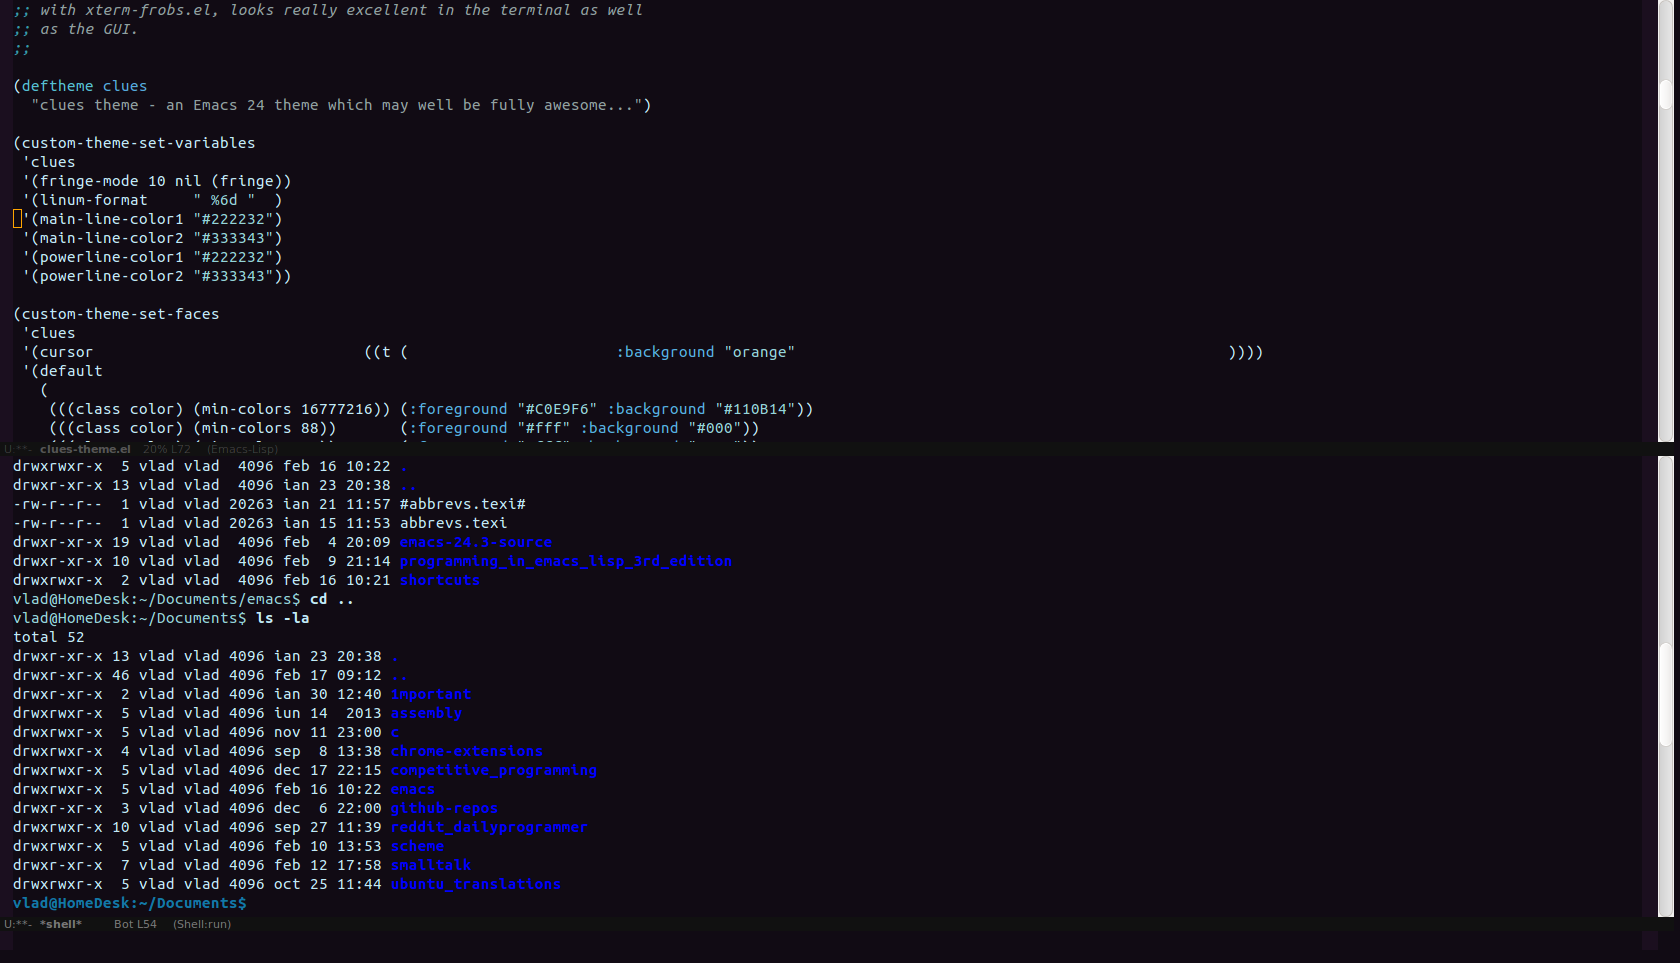 ;; with xterm-frobs.el, looks really excellent in the terminal as well
;; as the GUI.
;;
(deftheme clues
  "clues theme - an Emacs 24 theme which may well be fully awesome...")
(custom-theme-set-variables
 'clues
 '(fringe-mode 10 nil (fringe))
 '(linum-format     " %6d "  )
 '(main-line-color1 "#222232")
 '(main-line-color2 "#333343")
 '(powerline-color1 "#222232")
 '(powerline-color2 "#333343"))
(custom-theme-set-faces
 'clues
 '(cursor                              ((t (                       :background "orange"                                                ))))
 '(default
   (
    (((class color) (min-colors 16777216)) (:foreground "#C0E9F6" :background "#110B14"))
    (((class color) (min-colors 88))       (:foreground "#fff" :background "#000"))
U:**-  clues-theme.el   20% L72    (Emacs-Lisp)
drwxrwxr-x  5 vlad vlad  4096 feb 16 10:22 .
drwxr-xr-x 13 vlad vlad  4096 ian 23 20:38 ..
-rw-r--r--  1 vlad vlad 20263 ian 21 11:57 #abbrevs.texi#
-rw-r--r--  1 vlad vlad 20263 ian 15 11:53 abbrevs.texi
drwxr-xr-x 19 vlad vlad  4096 feb  4 20:09 emacs-24.3-source
drwxr-xr-x 10 vlad vlad  4096 feb  9 21:14 programming_in_emacs_lisp_3rd_edition
drwxrwxr-x  2 vlad vlad  4096 feb 16 10:21 shortcuts
vlad@HomeDesk:~/Documents/emacs$ cd ..
vlad@HomeDesk:~/Documents$ ls -la
total 52
drwxr-xr-x 13 vlad vlad 4096 ian 23 20:38 .
drwxr-xr-x 46 vlad vlad 4096 feb 17 09:12 ..
drwxr-xr-x  2 vlad vlad 4096 ian 30 12:40 1mportant
drwxr-xr-x  5 vlad vlad 4096 iun 14  2013 assembly
drwxrwxr-x  5 vlad vlad 4096 nov 11 23:00 c
drwxrwxr-x  4 vlad vlad 4096 sep  8 13:38 chrome-extensions
drwxrwxr-x  5 vlad vlad 4096 dec 17 22:15 competitive_programming
drwxrwxr-x  5 vlad vlad 4096 feb 16 10:22 emacs
drwxr-xr-x  3 vlad vlad 4096 dec  6 22:00 github-repos
drwxrwxr-x 10 vlad vlad 4096 sep 27 11:39 reddit_dailyprogrammer
drwxrwxr-x  5 vlad vlad 4096 feb 10 13:53 scheme
drwxr-xr-x  7 vlad vlad 4096 feb 12 17:58 smalltalk
drwxrwxr-x  5 vlad vlad 4096 oct 25 11:44 ubuntu_translations
vlad@HomeDesk:~/Documents$
U:**-  *shell*        Bot L54    (Shell:run)